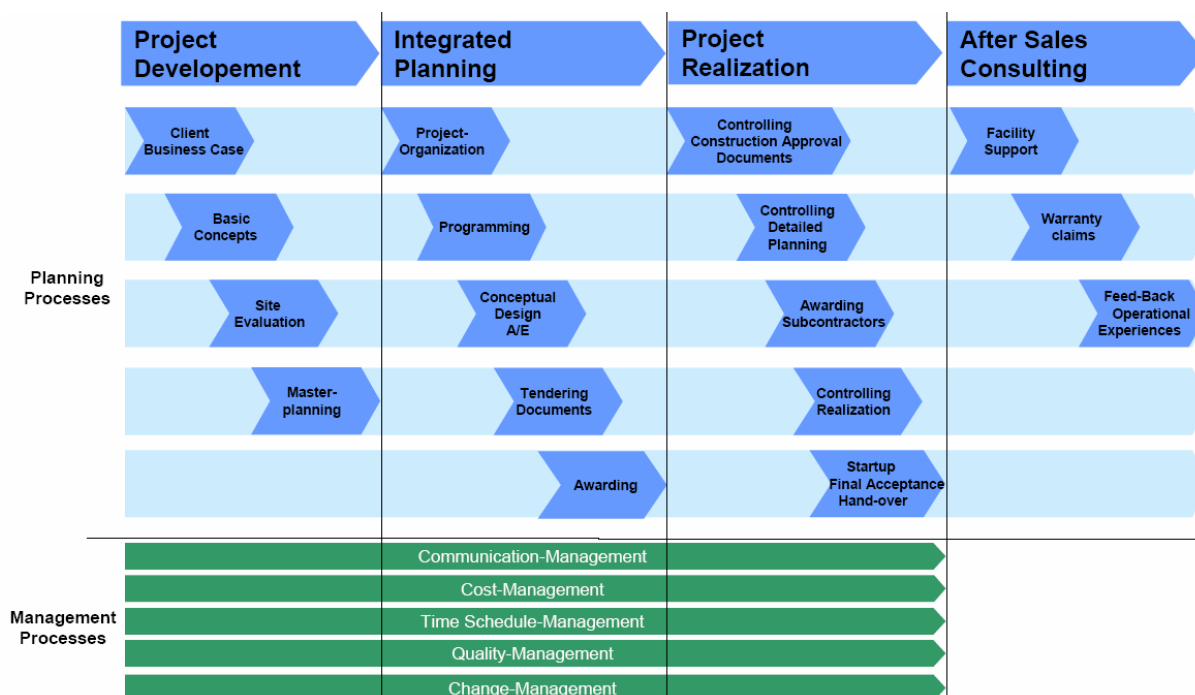 Project
Developement
Integrated
Planning
Project
Realization
After Sales
Consulting
Planning
Processes
Client
Business Case
Project-
Organization
Controlling
Construction Approval
Documents
Facility
Support
Basic
Concepts
Programming
Controlling
Detailed
Planning
Warranty
claims
Site
Evaluation
Conceptual
Design
A/E
Awarding
Subcontractors
Feed-Back
Operational
Experiences
Master-
planning
Tendering
Documents
Controlling
Realization
Awarding
Startup
Final Acceptance
Hand-over
Management
Processes
Communication-Management
Cost-Management
Time Schedule-Management
Quality-Management
Change-Management